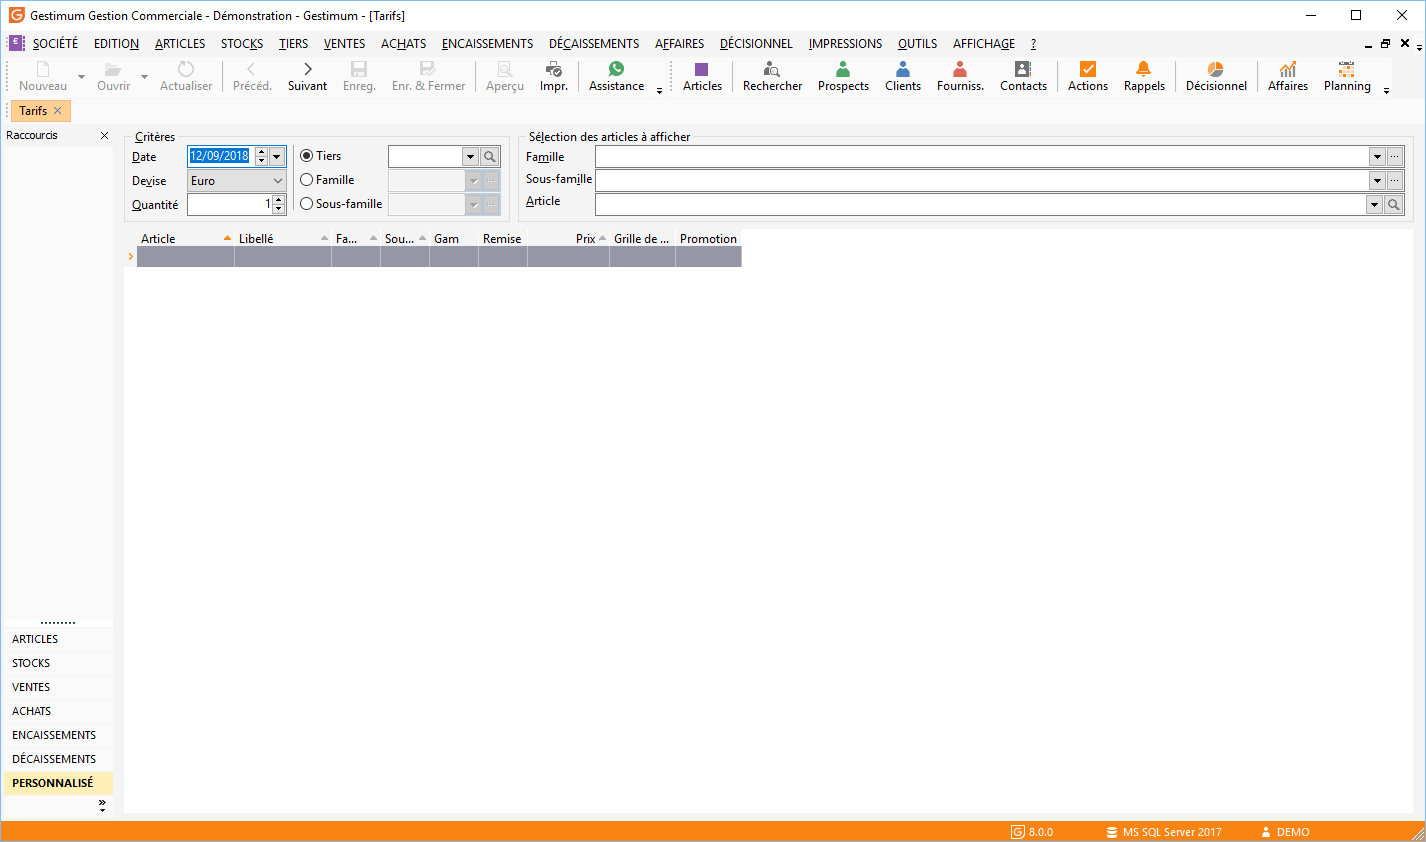 Gestimum Gestion Commerciale - Démonstration - Gestimum - [Tarifs]
SOCIÉTÉ EDITION ARTICLES STOCKS TIERS VENTES ACHATS ENCAISSEMENTS DÉCAISSEMENTS AFFAIRES DÉCISIONNEL IMPRESSIONS OUTILS AFFICHAGE ?
Nouveau Ouvrir Actualiser Précéd. Suivant Enreg. Enr. & Fermer Aperçu Impr. Assistance Articles Rechercher Prospects Clients Fourniss. Contacts Actions Rappels Décisionnel Affaires Planning
Tarifs
Raccourcis
Critères
Date 12/09/2018 Tiers
Devise Euro Famille
Quantité 1 Sous-famille
Sélection des articles à afficher
Famille
Sous-famille
Article
Article Libellé Fa... Sou... Gam Remise Prix Grille de ... Promotion
ARTICLES
STOCKS
VENTES
ACHATS
ENCAISSEMENTS
DÉCAISSEMENTS
PERSONNALISÉ
8.0.0 MS SQL Server 2017 DEMO